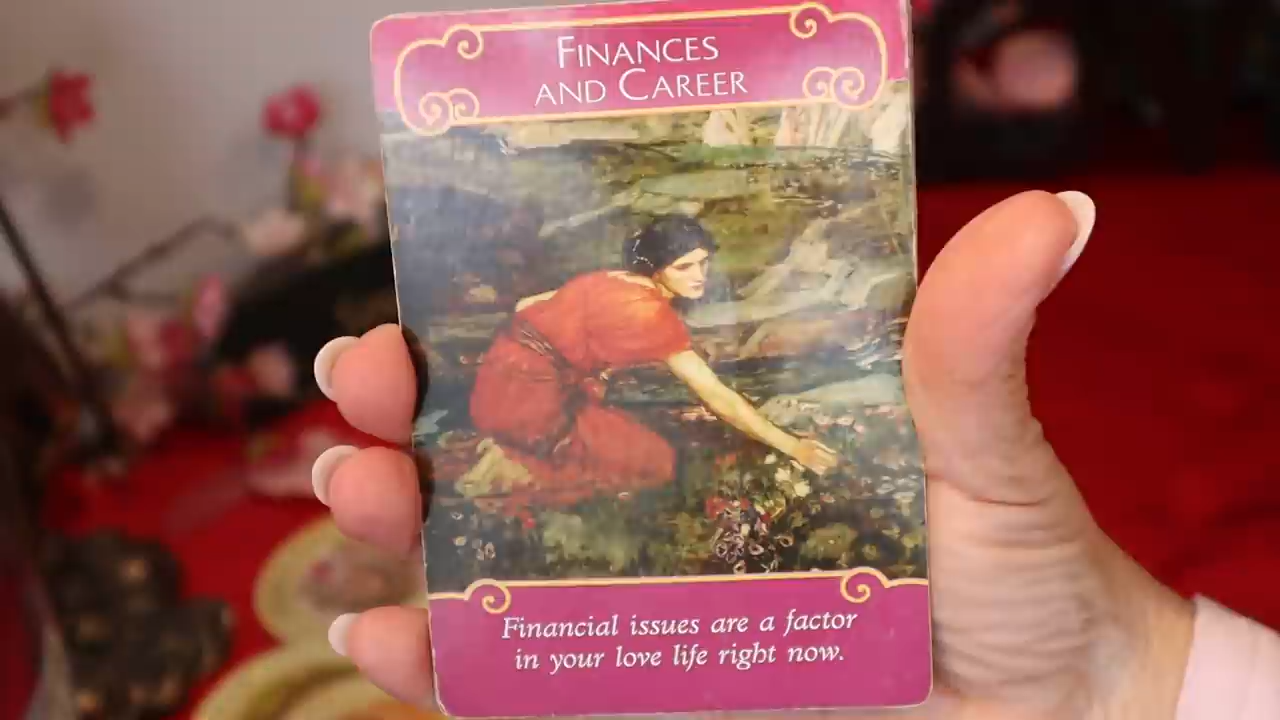 FINANCES
AND CAREER
Financial issues are a factor
in your love life right now.